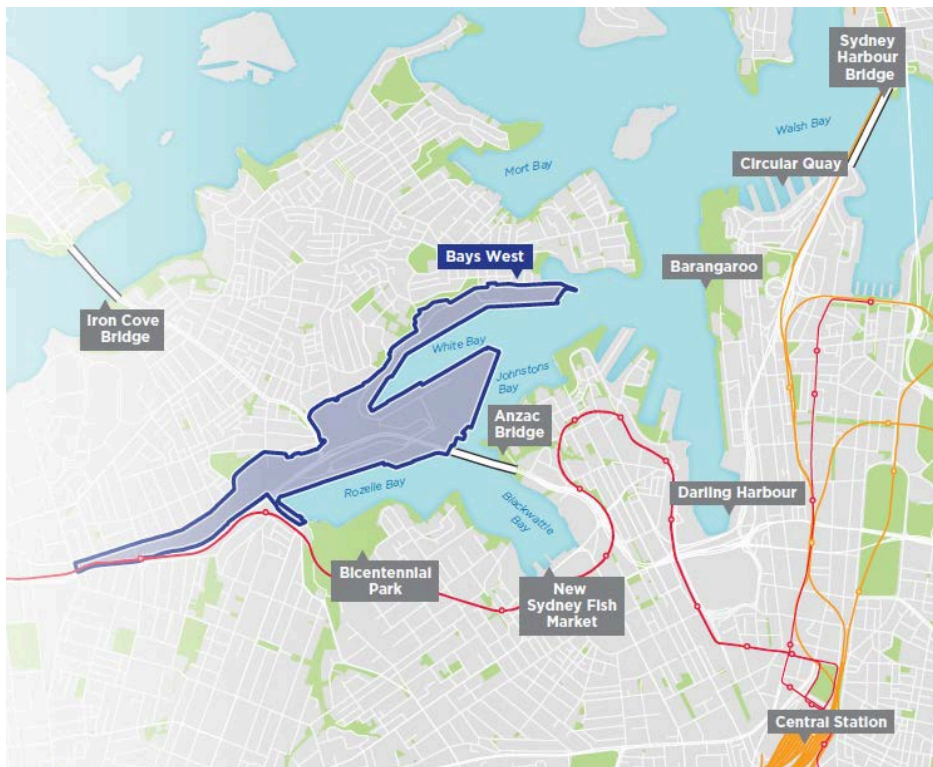 Sydney
Harbour
Bridge
Walsh Bay
Circular Quay
Mort Bay
Bays West
Barangaroo
Iron Cove
Bridge
White Bay
Johnstons
Bay
Anzac
Bridge
Rozelle Bay
Darling Harbour
Blackwattle
Bay
Bicentennial
Park
New
Sydney Fish
Market
Central Station